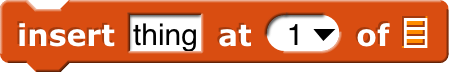 insert thing at 1 of